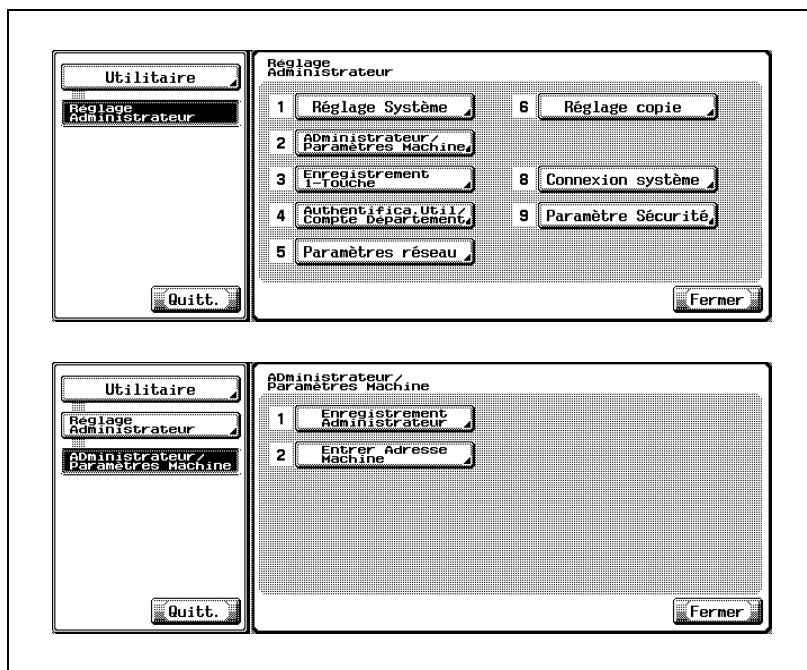 Utilitaire
Réglage
Administrateur
Quitt.
Réglage
Administrateur
1 Réglage Système
6 Réglage copie
2 ADministrateur/
Paramètres Machine
3 Enregistrement
1-Touche
8 Connexion système
4 Authentifica.Util/
Compte Département
9 Paramètre Sécurité
5 Paramètres réseau
Fermer
Utilitaire
Réglage
Administrateur
ADministrateur/
Paramètres Machine
Quitt.
ADministrateur/
Paramètres Machine
1 Enregistrement
Administrateur
2 Entrer Adresse
Machine
Fermer